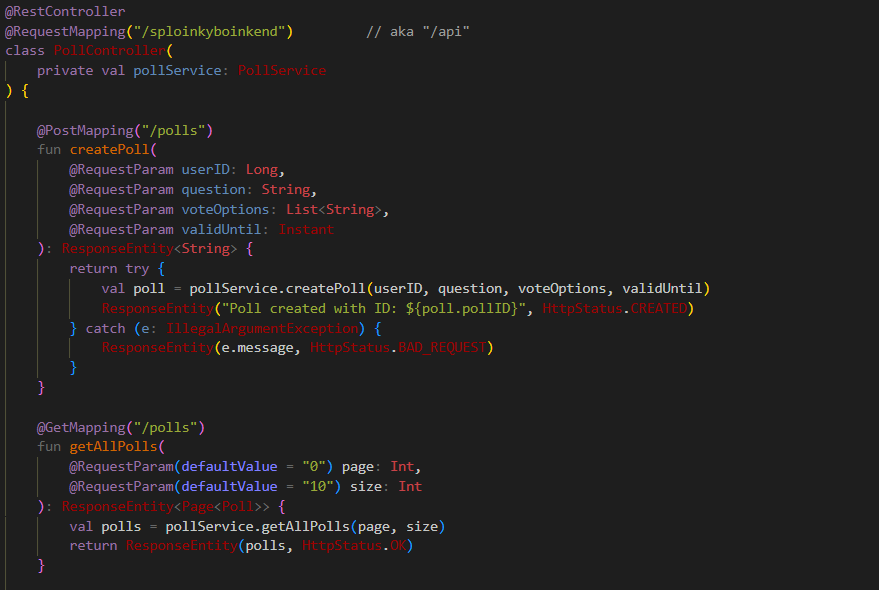 @RestController
@RequestMapping("/sploinkyboinkend")         // aka "/api"
class PollController(
    private val pollService: PollService
) {
    @PostMapping("/polls")
    fun createPoll(
        @RequestParam userID: Long,
        @RequestParam question: String,
        @RequestParam voteOptions: List<String>,
        @RequestParam validUntil: Instant
    ): ResponseEntity<String> {
        return try {
            val poll = pollService.createPoll(userID, question, voteOptions, validUntil)
            ResponseEntity("Poll created with ID: ${poll.pollID}", HttpStatus.CREATED)
        } catch (e: IllegalArgumentException) {
            ResponseEntity(e.message, HttpStatus.BAD_REQUEST)
        }
    }
    @GetMapping("/polls")
    fun getAllPolls(
        @RequestParam(defaultValue = "0") page: Int,
        @RequestParam(defaultValue = "10") size: Int
    ): ResponseEntity<Page<Poll>> {
        val polls = pollService.getAllPolls(page, size)
        return ResponseEntity(polls, HttpStatus.OK)
    }